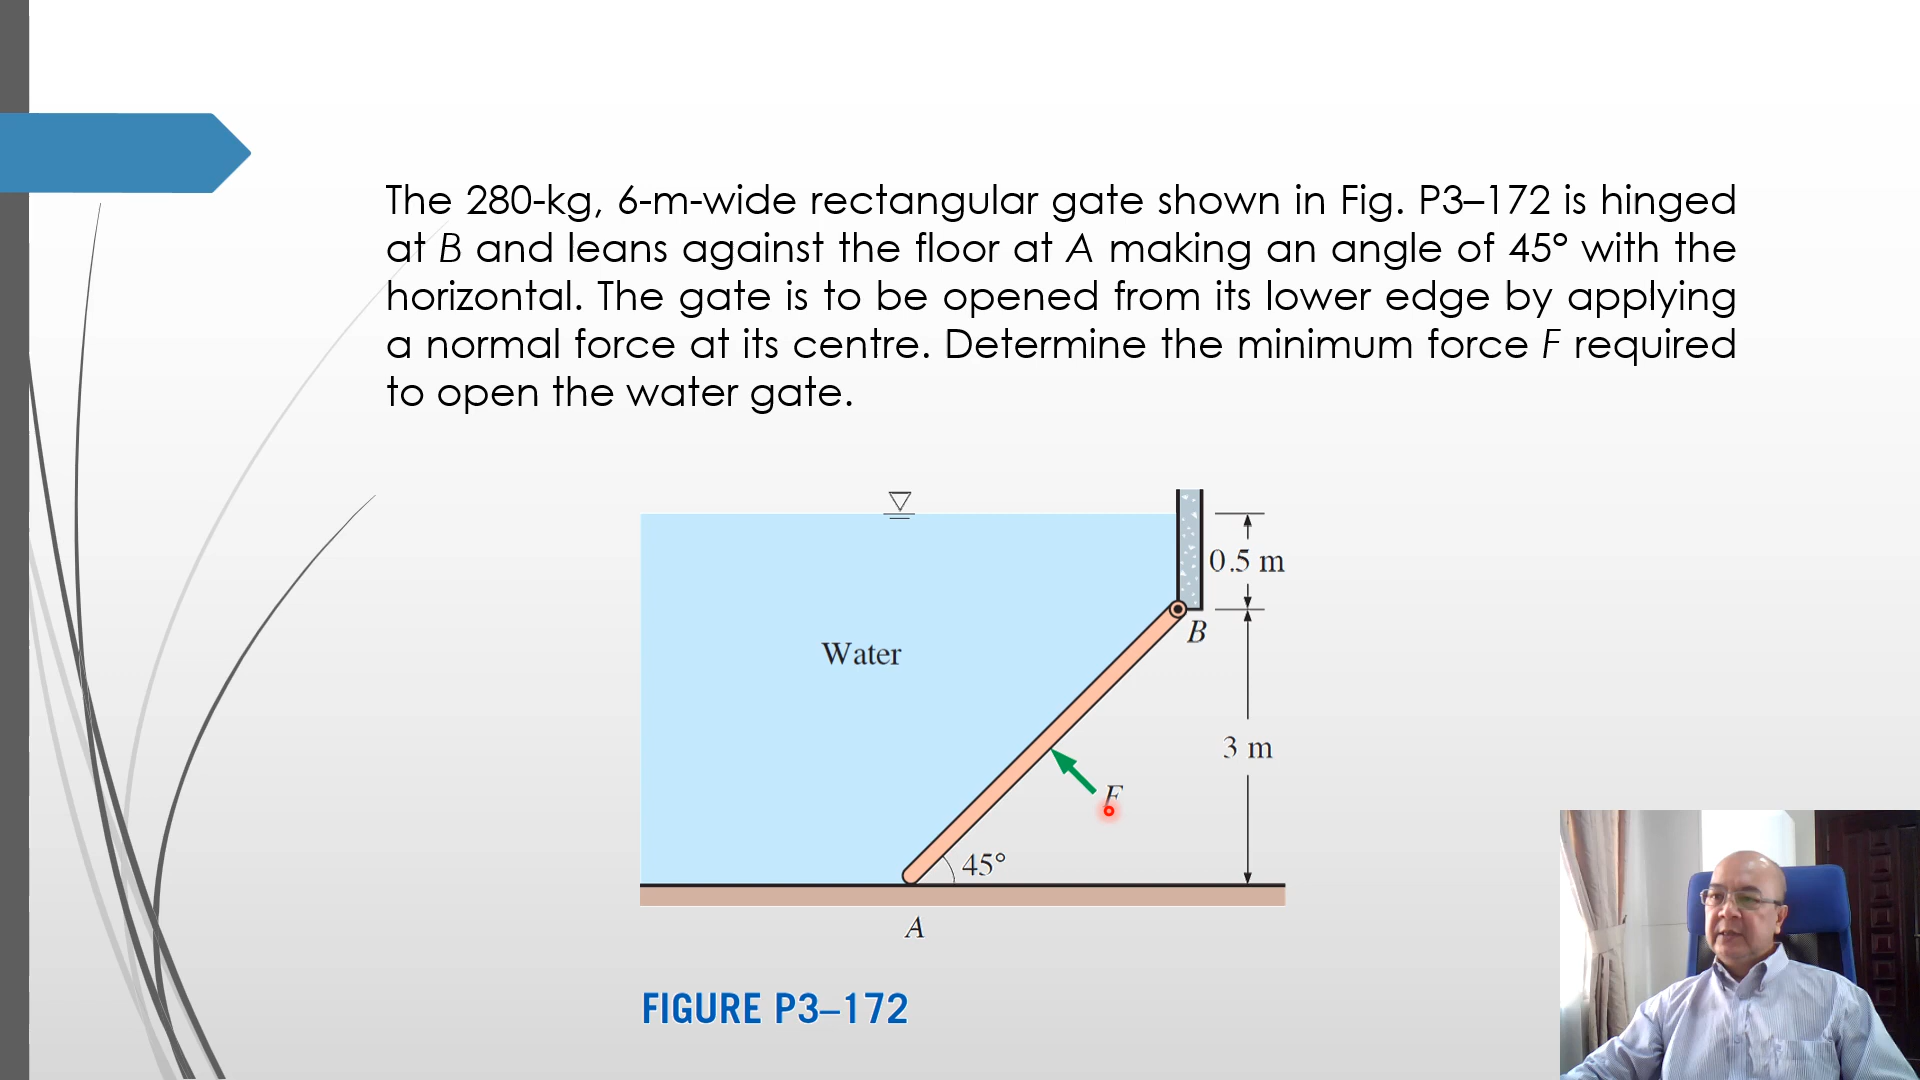 The 280-kg, 6-m-wide rectangular gate shown in Fig. P3–172 is hinged
at B and leans against the floor at A making an angle of 45° with the
horizontal. The gate is to be opened from its lower edge by applying
a normal force at its centre. Determine the minimum force F required
to open the water gate.
0.5 m
B
Water
3 m
F
45°
A
FIGURE P3–172